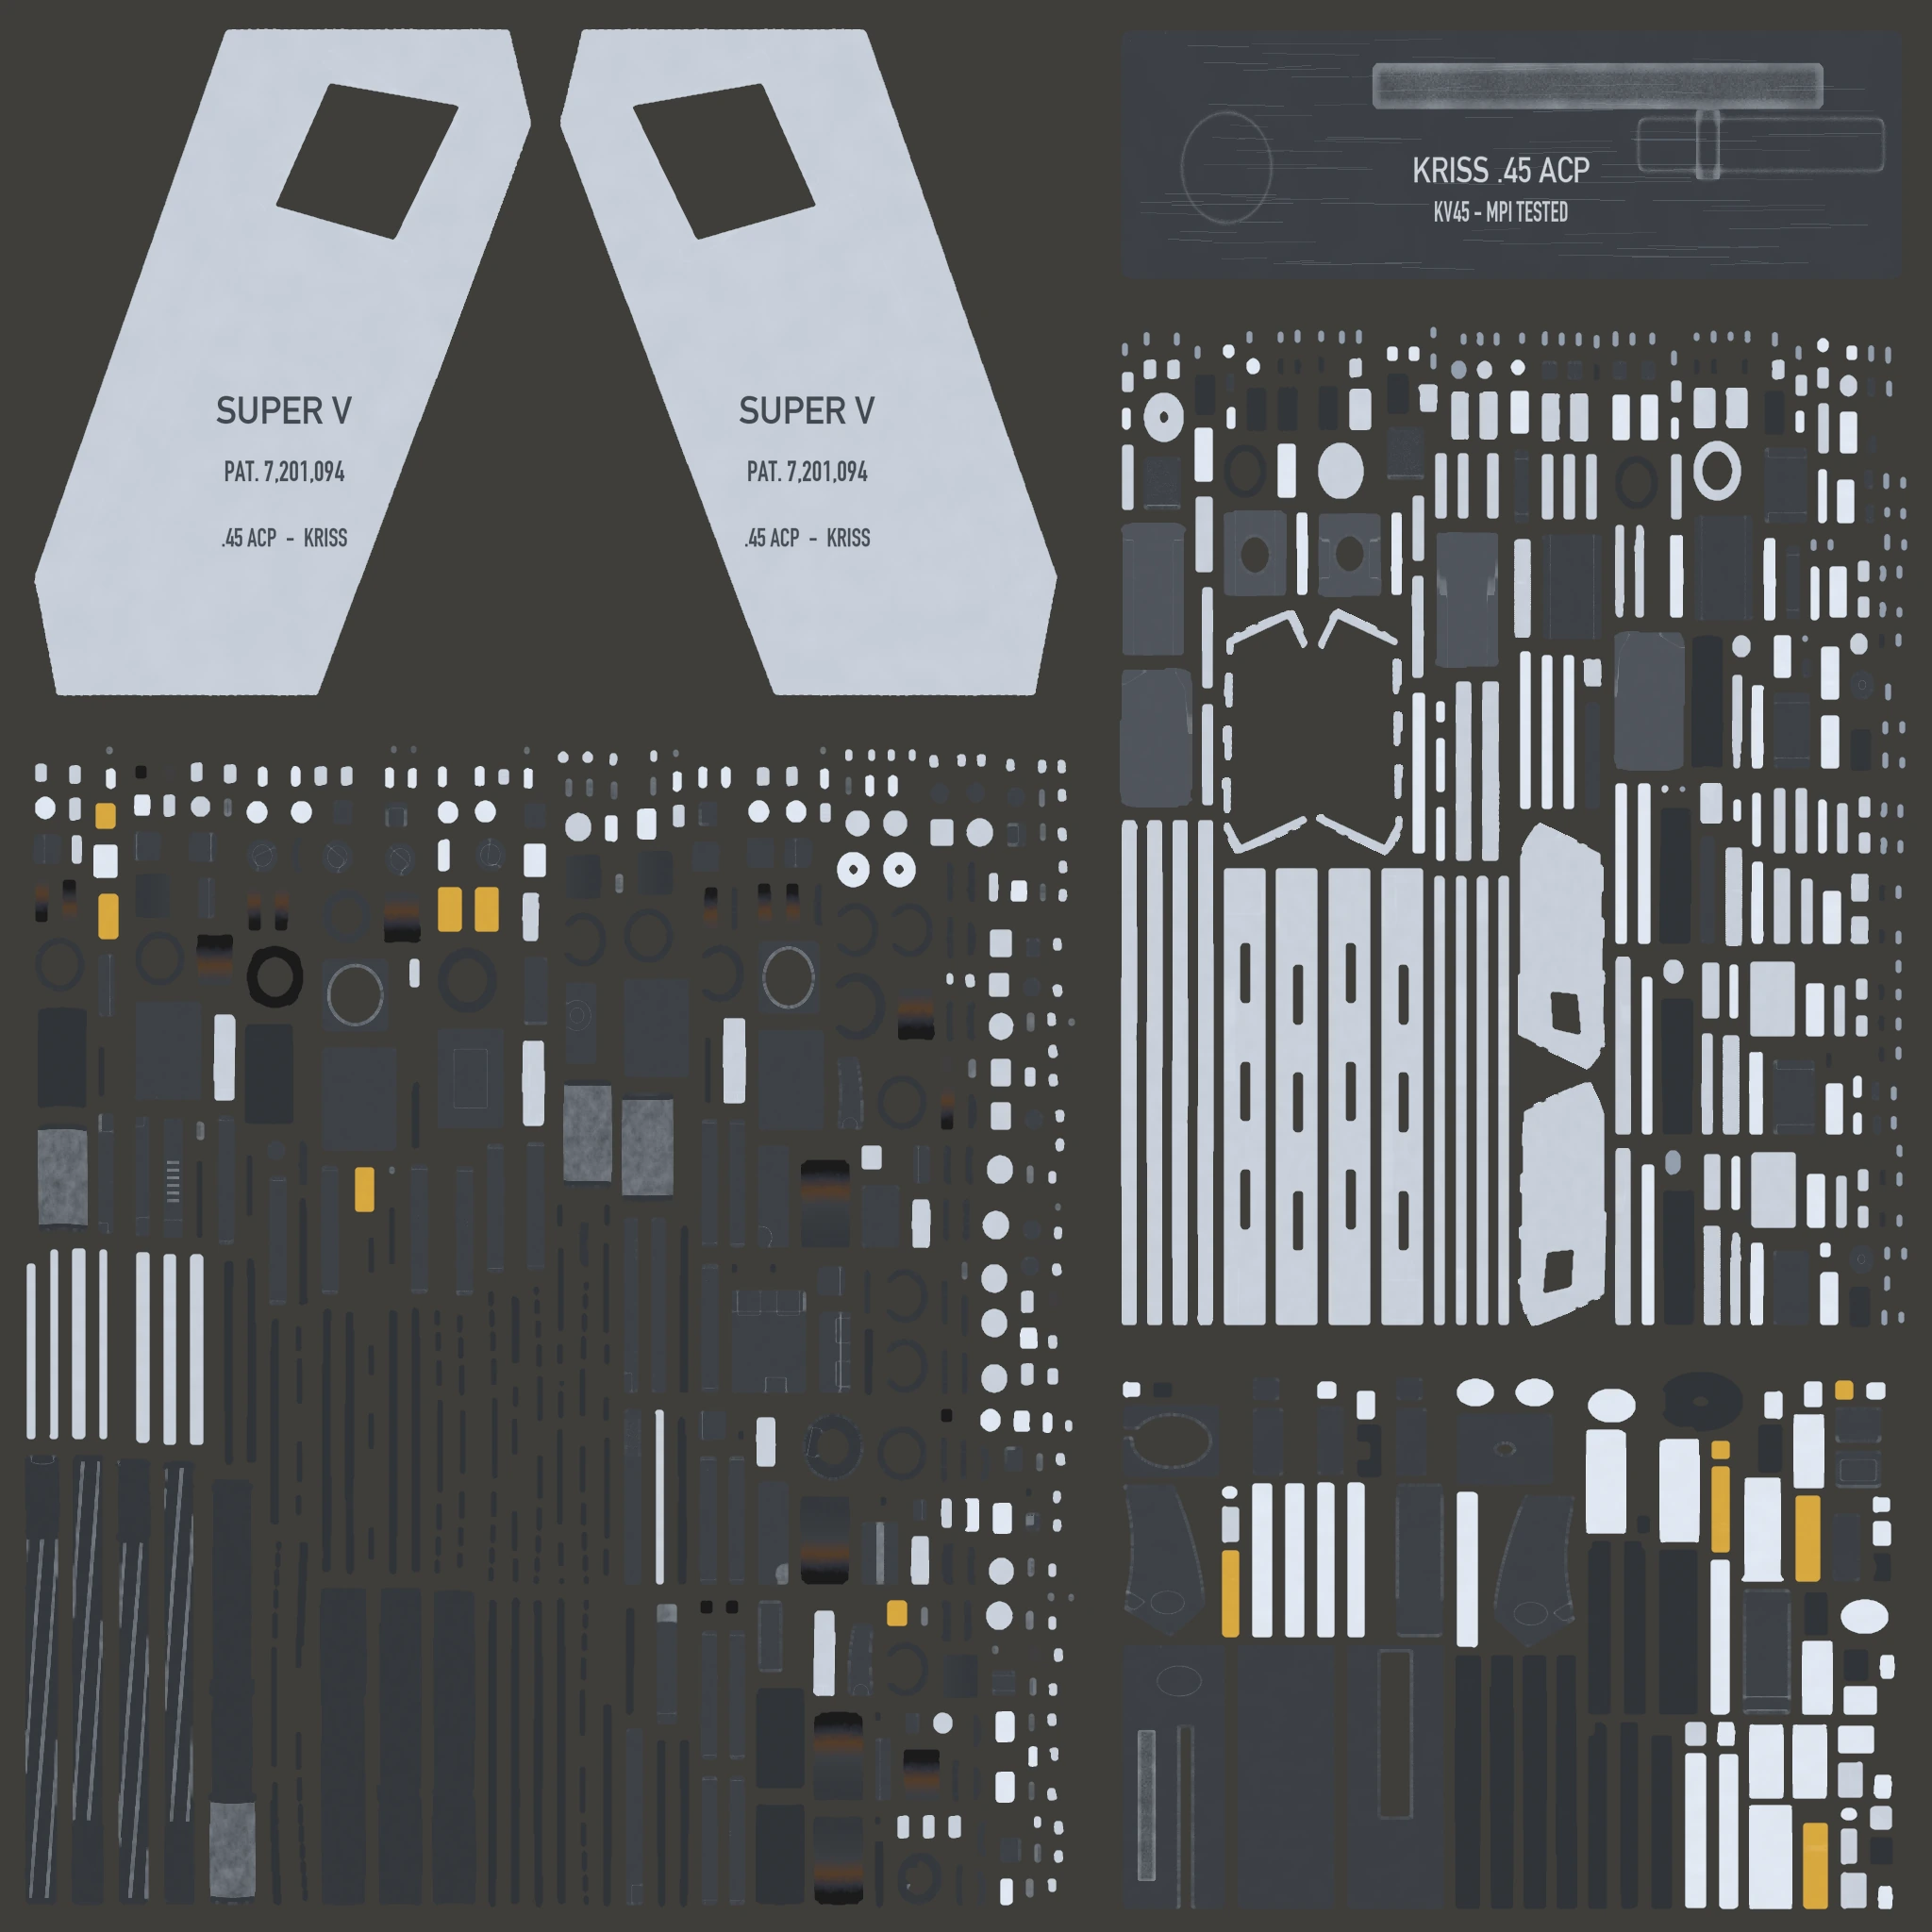 SUPER V
PAT. 7,201,094
.45 ACP - KRISS
SUPER V
PAT. 7,201,094
.45 ACP - KRISS
KRISS .45 ACP
KV45 - MPI TESTED